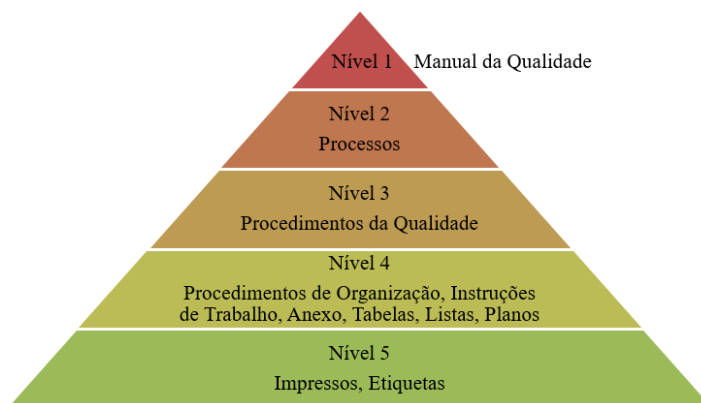 Nível 1 Manual da Qualidade
Nível 2
Processos
Nível 3
Procedimentos da Qualidade
Nível 4
Procedimentos de Organização, Instruções
de Trabalho, Anexo, Tabelas, Listas, Planos
Nível 5
Impressos, Etiquetas